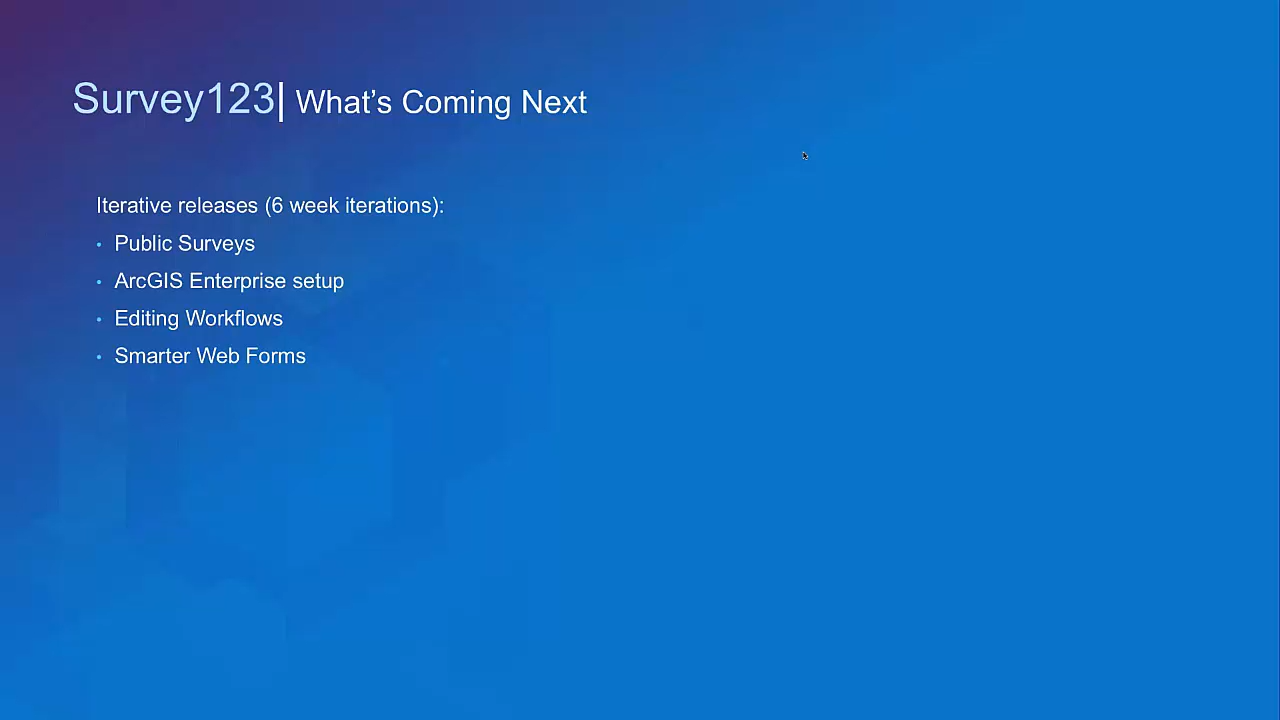 Survey123| What’s Coming Next
Iterative releases (6 week iterations):
• Public Surveys
• ArcGIS Enterprise setup
• Editing Workflows
• Smarter Web Forms